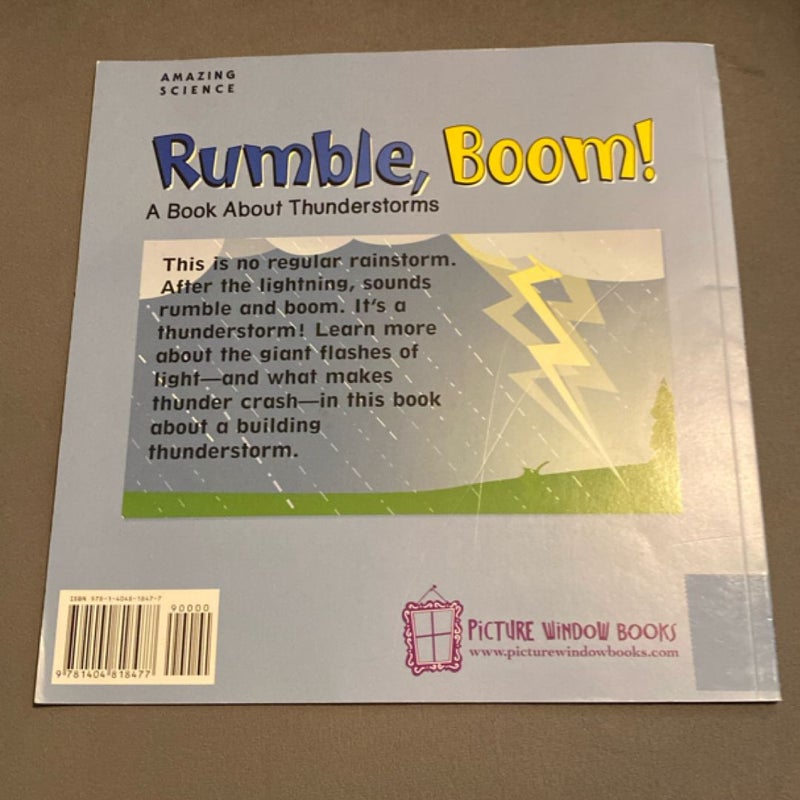 AMAZING
SCIENCE
Rumble, Boom!
A Book About Thunderstorms
This is no regular rainstorm.
After the lightning, sounds
rumble and boom. It's a
thunderstorm! Learn more
about the giant flashes of
light—and what makes
thunder crash—in this book
about a building
thunderstorm.
ISBN 978-1-4048-1847-7
90000
9 781404 818477
PICTURE WINDOW BOOKS
www.picturewindowbooks.com